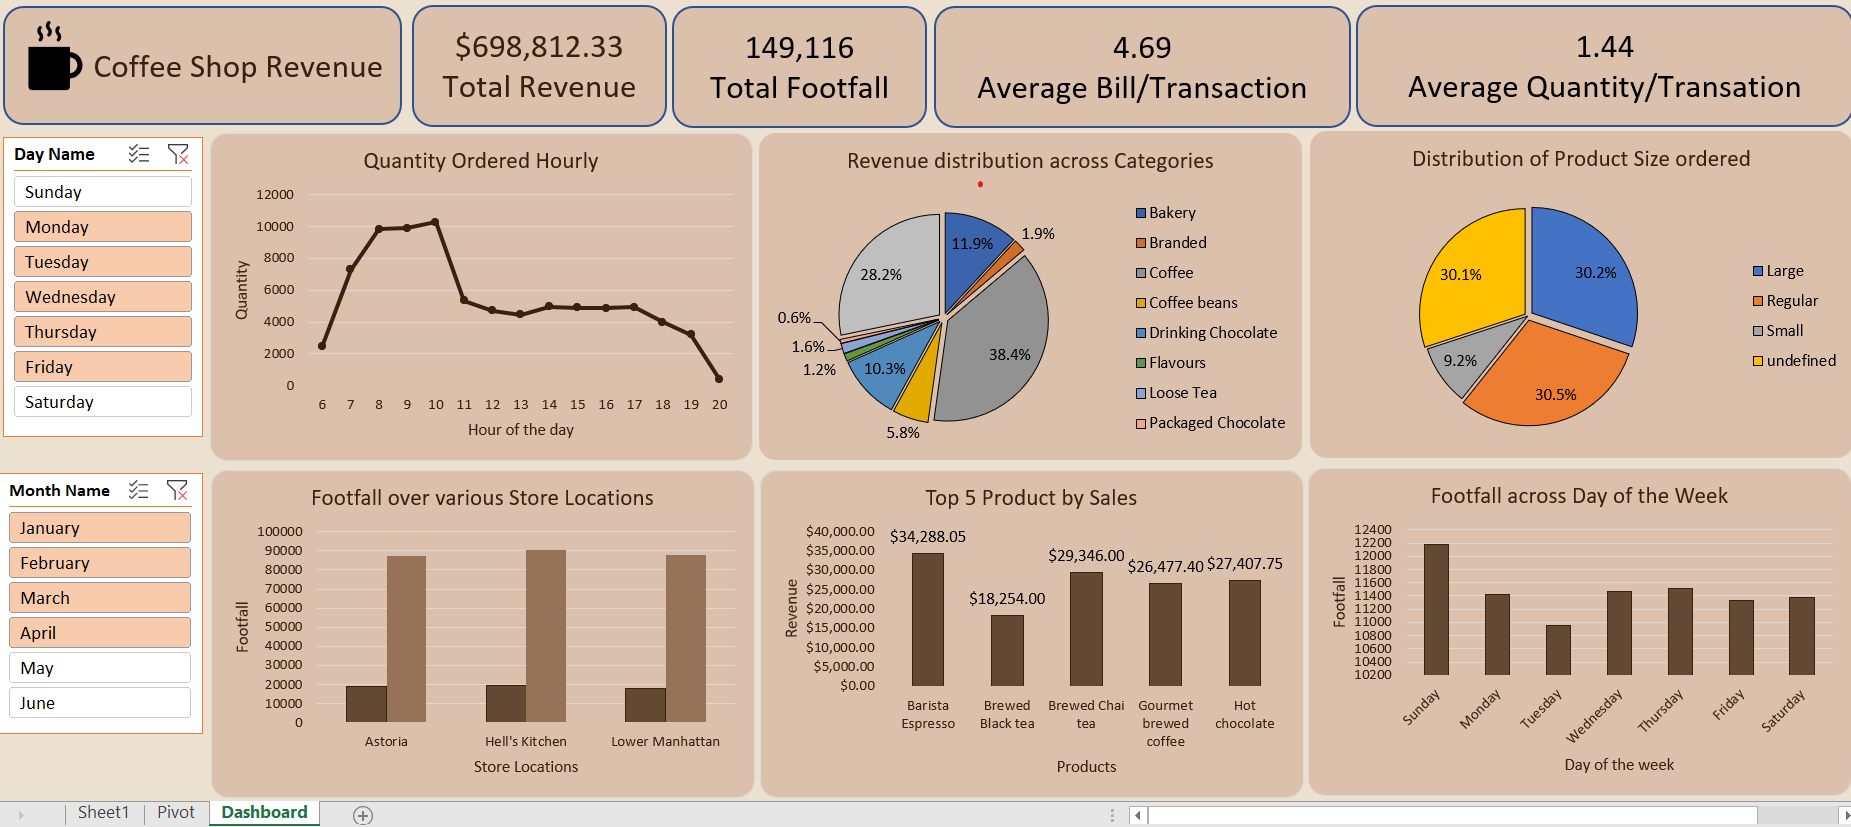 Coffee Shop Revenue
$698,812.33
Total Revenue
149,116
Total Footfall
4.69
Average Bill/Transaction
1.44
Average Quantity/Transation
Day Name
Sunday
Monday
Tuesday
Wednesday
Thursday
Friday
Saturday
Month Name
January
February
March
April
May
June
Quantity Ordered Hourly
Quantity
12000
10000
8000
6000
4000
2000
0
6 7 8 9 10 11 12 13 14 15 16 17 18 19 20
Hour of the day
Revenue distribution across Categories
11.9%
1.9%
38.4%
5.8%
10.3%
1.2%
1.6%
0.6%
28.2%
Bakery
Branded
Coffee
Coffee beans
Drinking Chocolate
Flavours
Loose Tea
Packaged Chocolate
Distribution of Product Size ordered
30.2%
30.5%
9.2%
30.1%
Large
Regular
Small
undefined
Footfall over various Store Locations
Footfall
100000
90000
80000
70000
60000
50000
40000
30000
20000
10000
0
Astoria
Hell's Kitchen
Lower Manhattan
Store Locations
Top 5 Product by Sales
Revenue
$40,000.00
$35,000.00
$30,000.00
$25,000.00
$20,000.00
$15,000.00
$10,000.00
$5,000.00
$0.00
$34,288.05
$18,254.00
$29,346.00
$26,477.40
$27,407.75
Barista
Espresso
Brewed
Black tea
Brewed Chai
tea
Gourmet
brewed
coffee
Hot
chocolate
Products
Footfall across Day of the Week
Footfall
12400
12200
12000
11800
11600
11400
11200
11000
10800
10600
10400
10200
Sunday
Monday
Tuesday
Wednesday
Thursday
Friday
Saturday
Day of the week
Sheet1
Pivot
Dashboard